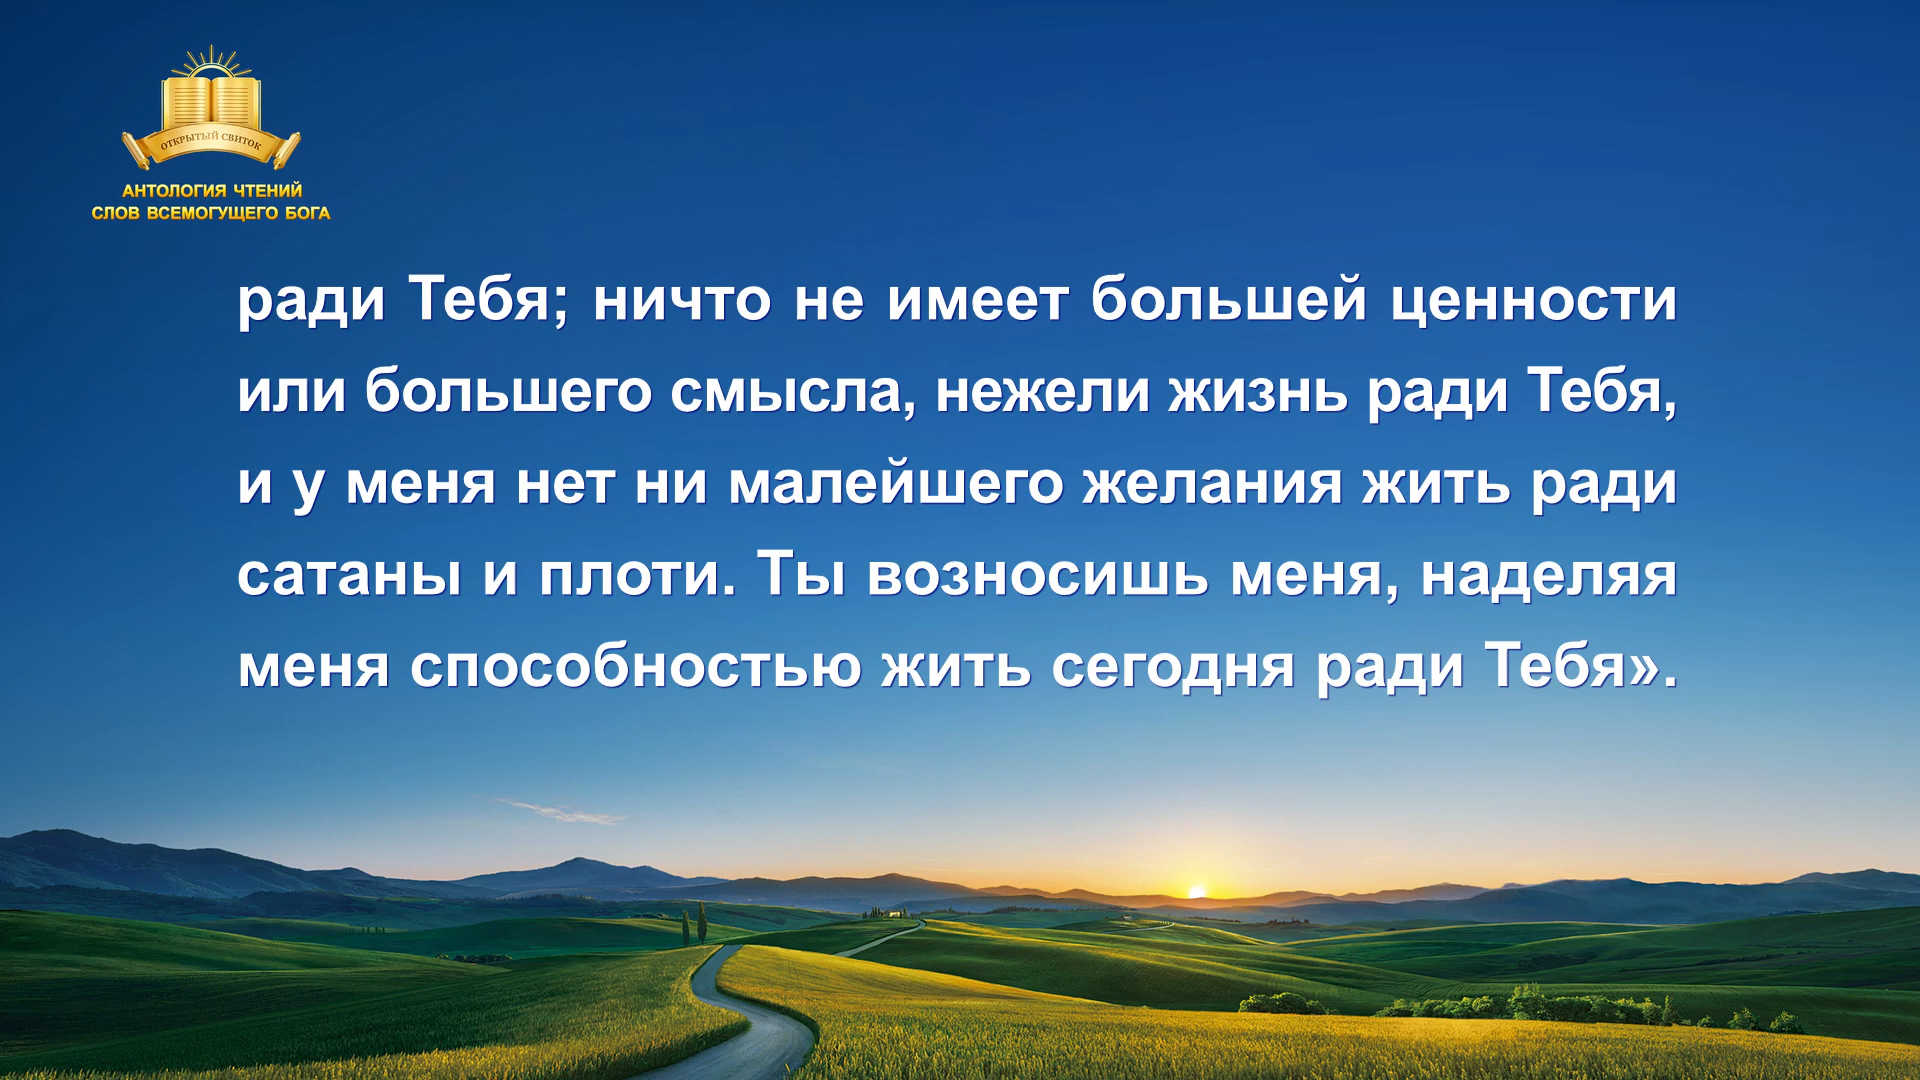 ОТКРЫТЫЙ СВИТОК
АНТОЛОГИЯ ЧТЕНИЙ
СЛОВ ВСЕМОГУЩЕГО БОГА
ради Тебя; ничто не имеет большей ценности
или большего смысла, нежели жизнь ради Тебя,
и у меня нет ни малейшего желания жить ради
сатаны и плоти. Ты возносишь меня, наделяя
меня способностью жить сегодня ради Тебя».